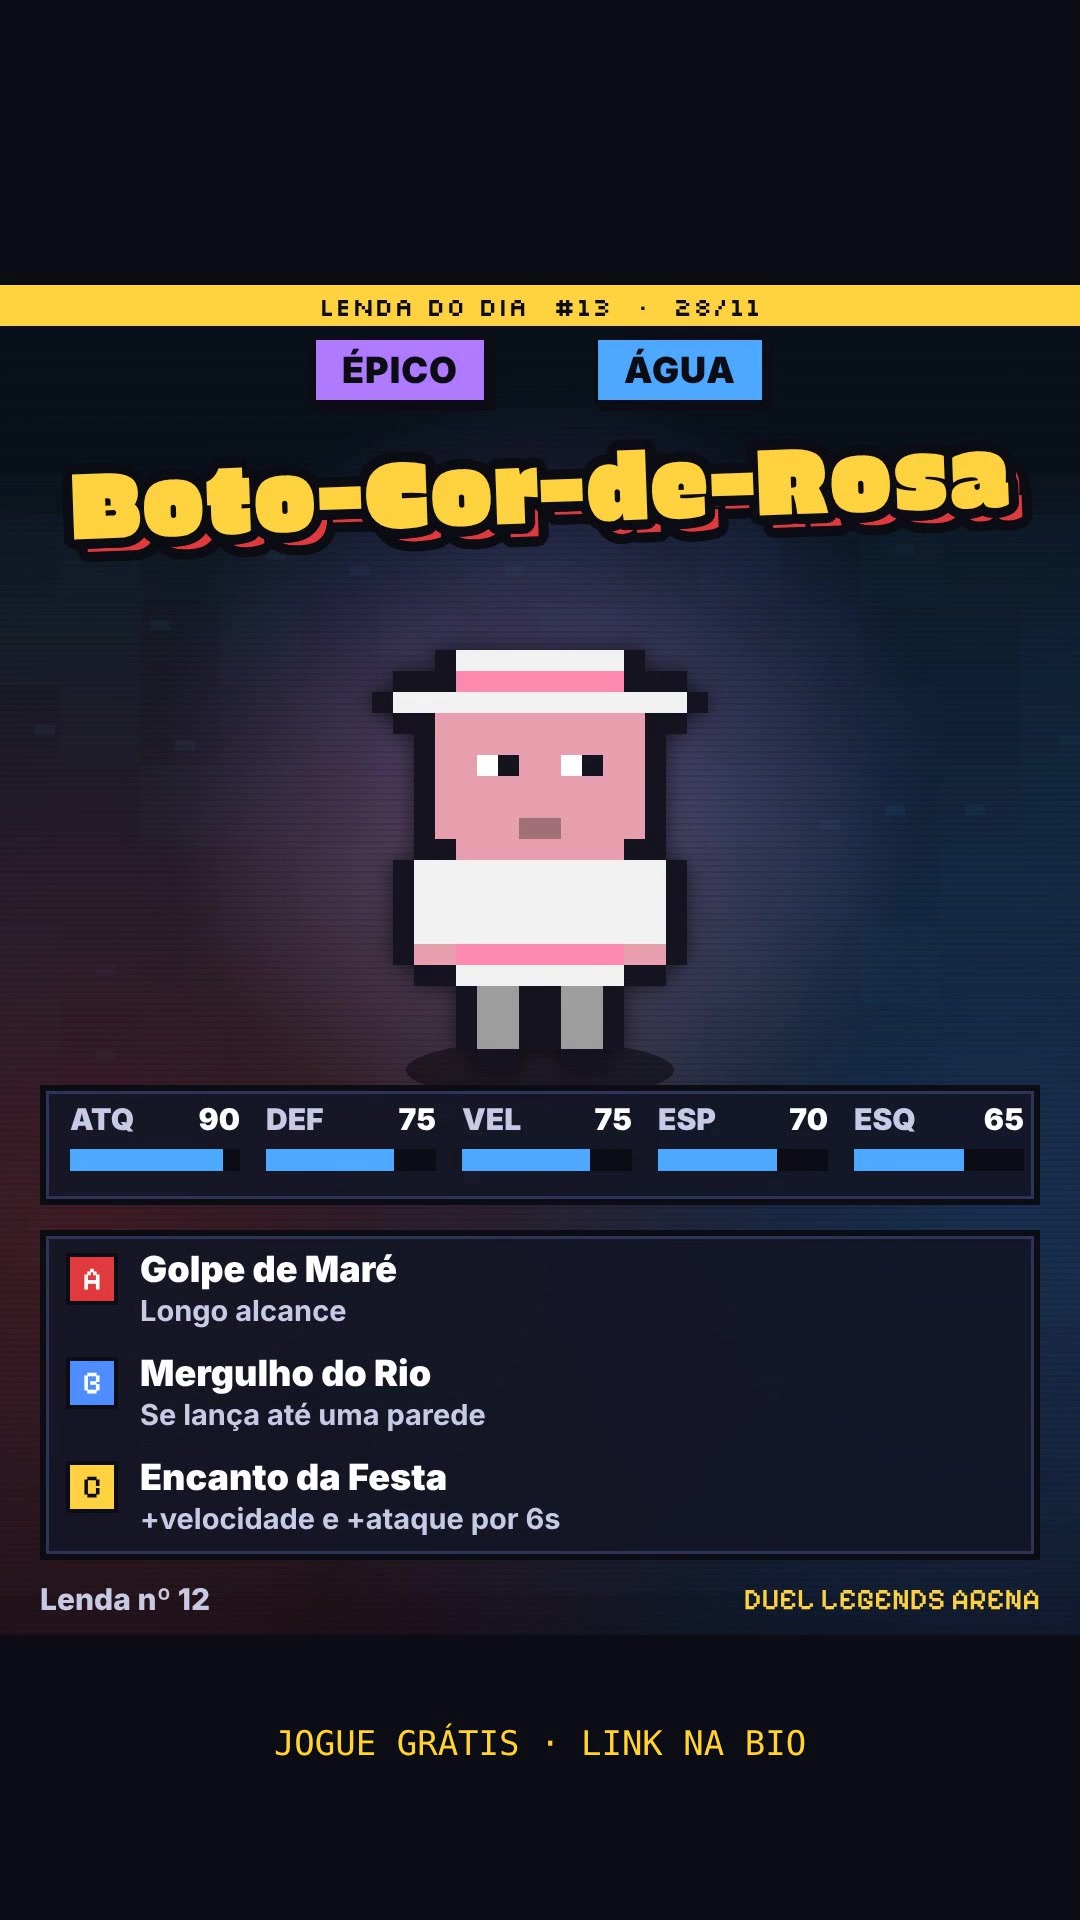 LENDA DO DIA #13 · 28/11
ÉPICO ÁGUA
Boto-Cor-de-Rosa
ATQ 90 DEF 75 VEL 75 ESP 70 ESQ 65
A Golpe de Maré
Longo alcance
B Mergulho do Rio
Se lança até uma parede
C Encanto da Festa
+velocidade e +ataque por 6s
Lenda nº 12 DUEL LEGENDS ARENA
JOGUE GRÁTIS · LINK NA BIO